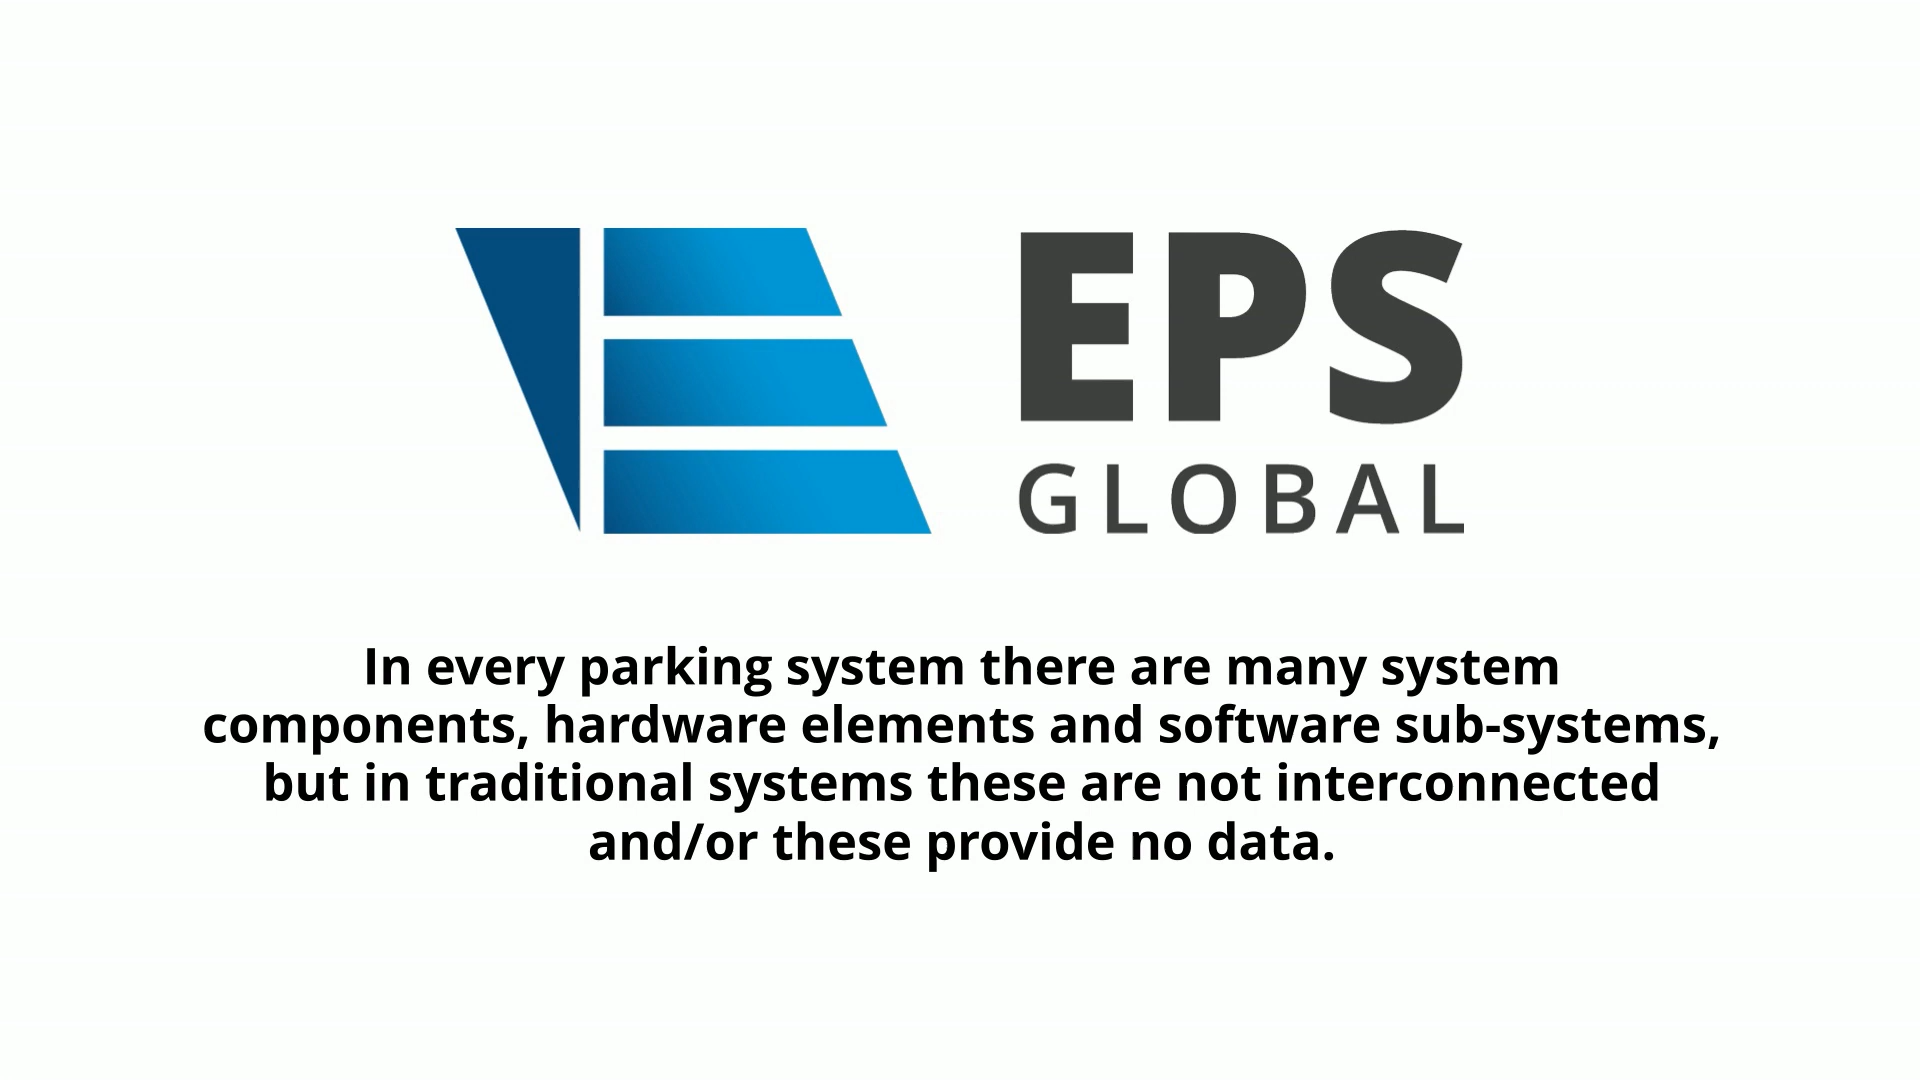 EPS
GLOBAL
In every parking system there are many system
components, hardware elements and software sub-systems,
but in traditional systems these are not interconnected
and/or these provide no data.